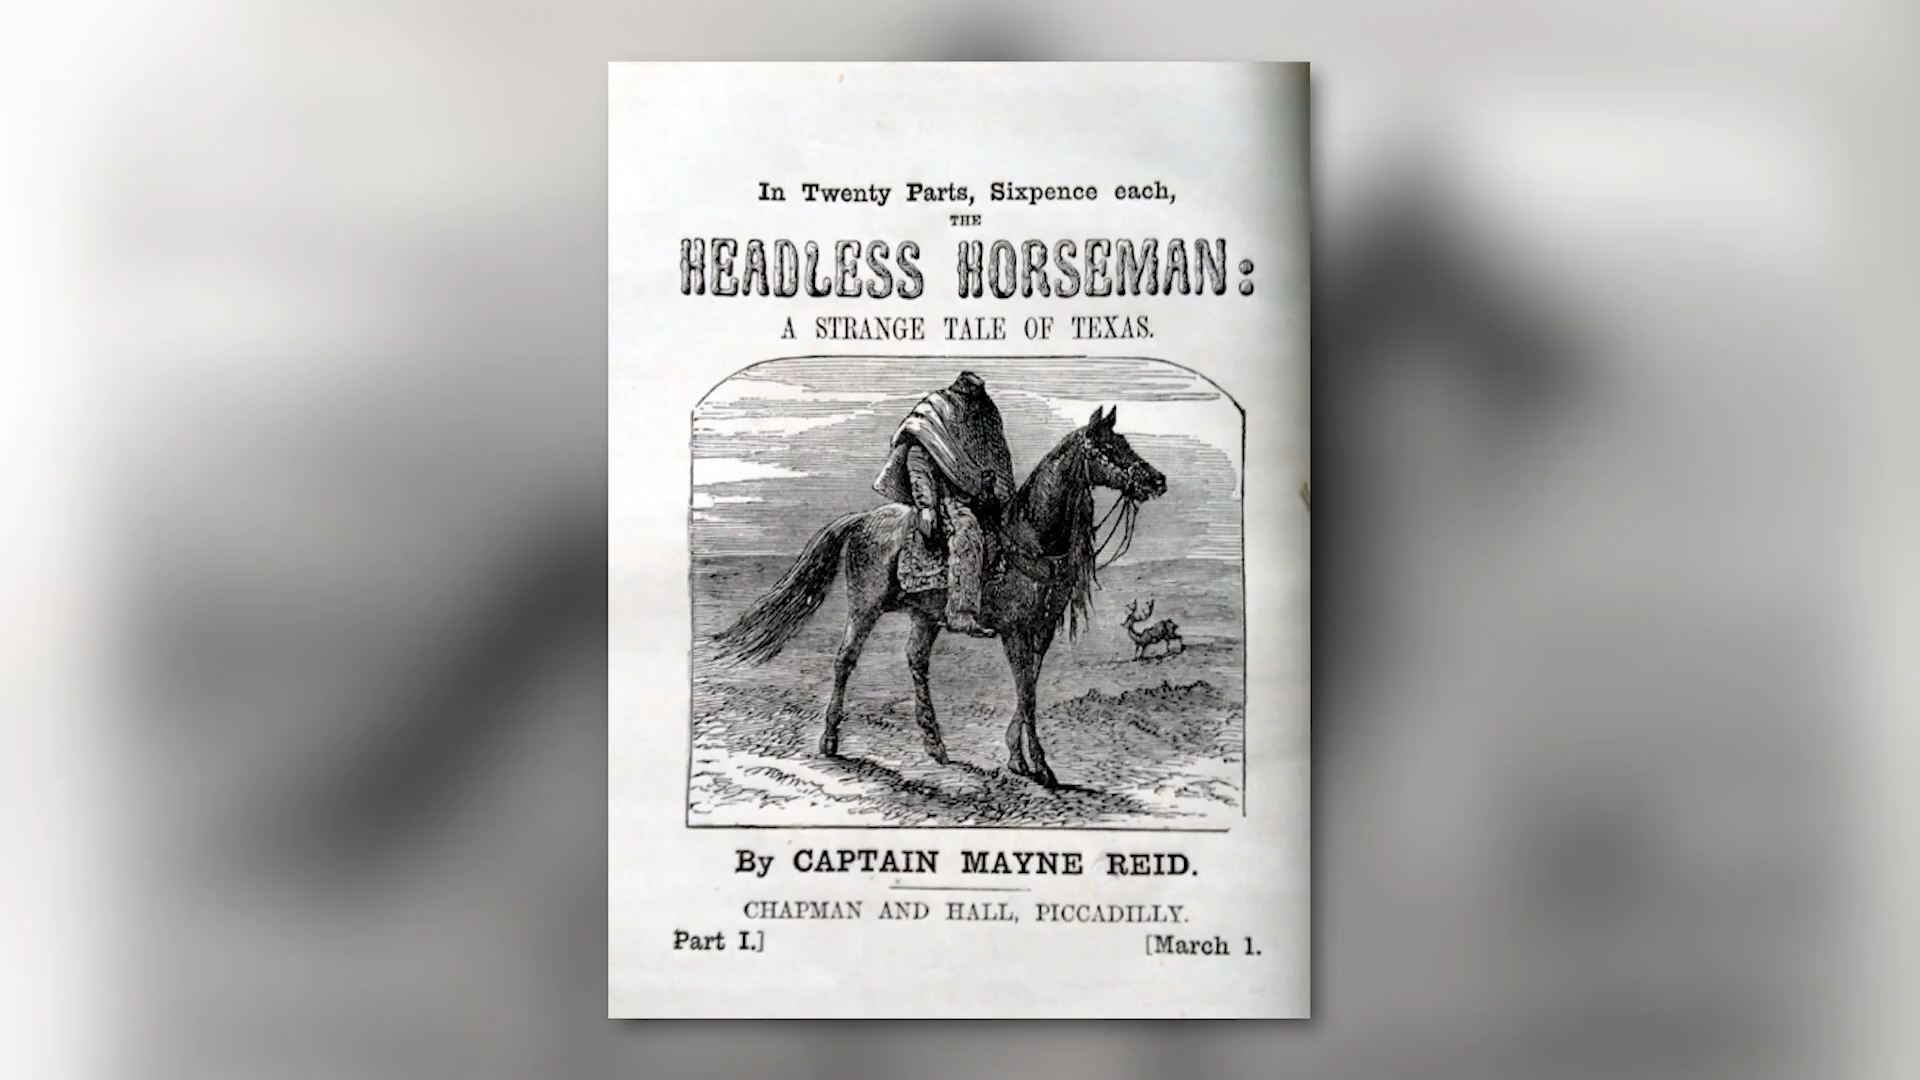 In Twenty Parts, Sixpence each,
THE
HEADLESS HORSEMAN:
A STRANGE TALE OF TEXAS.
By CAPTAIN MAYNE REID.
CHAPMAN AND HALL, PICCADILLY.
Part I.] [March 1.